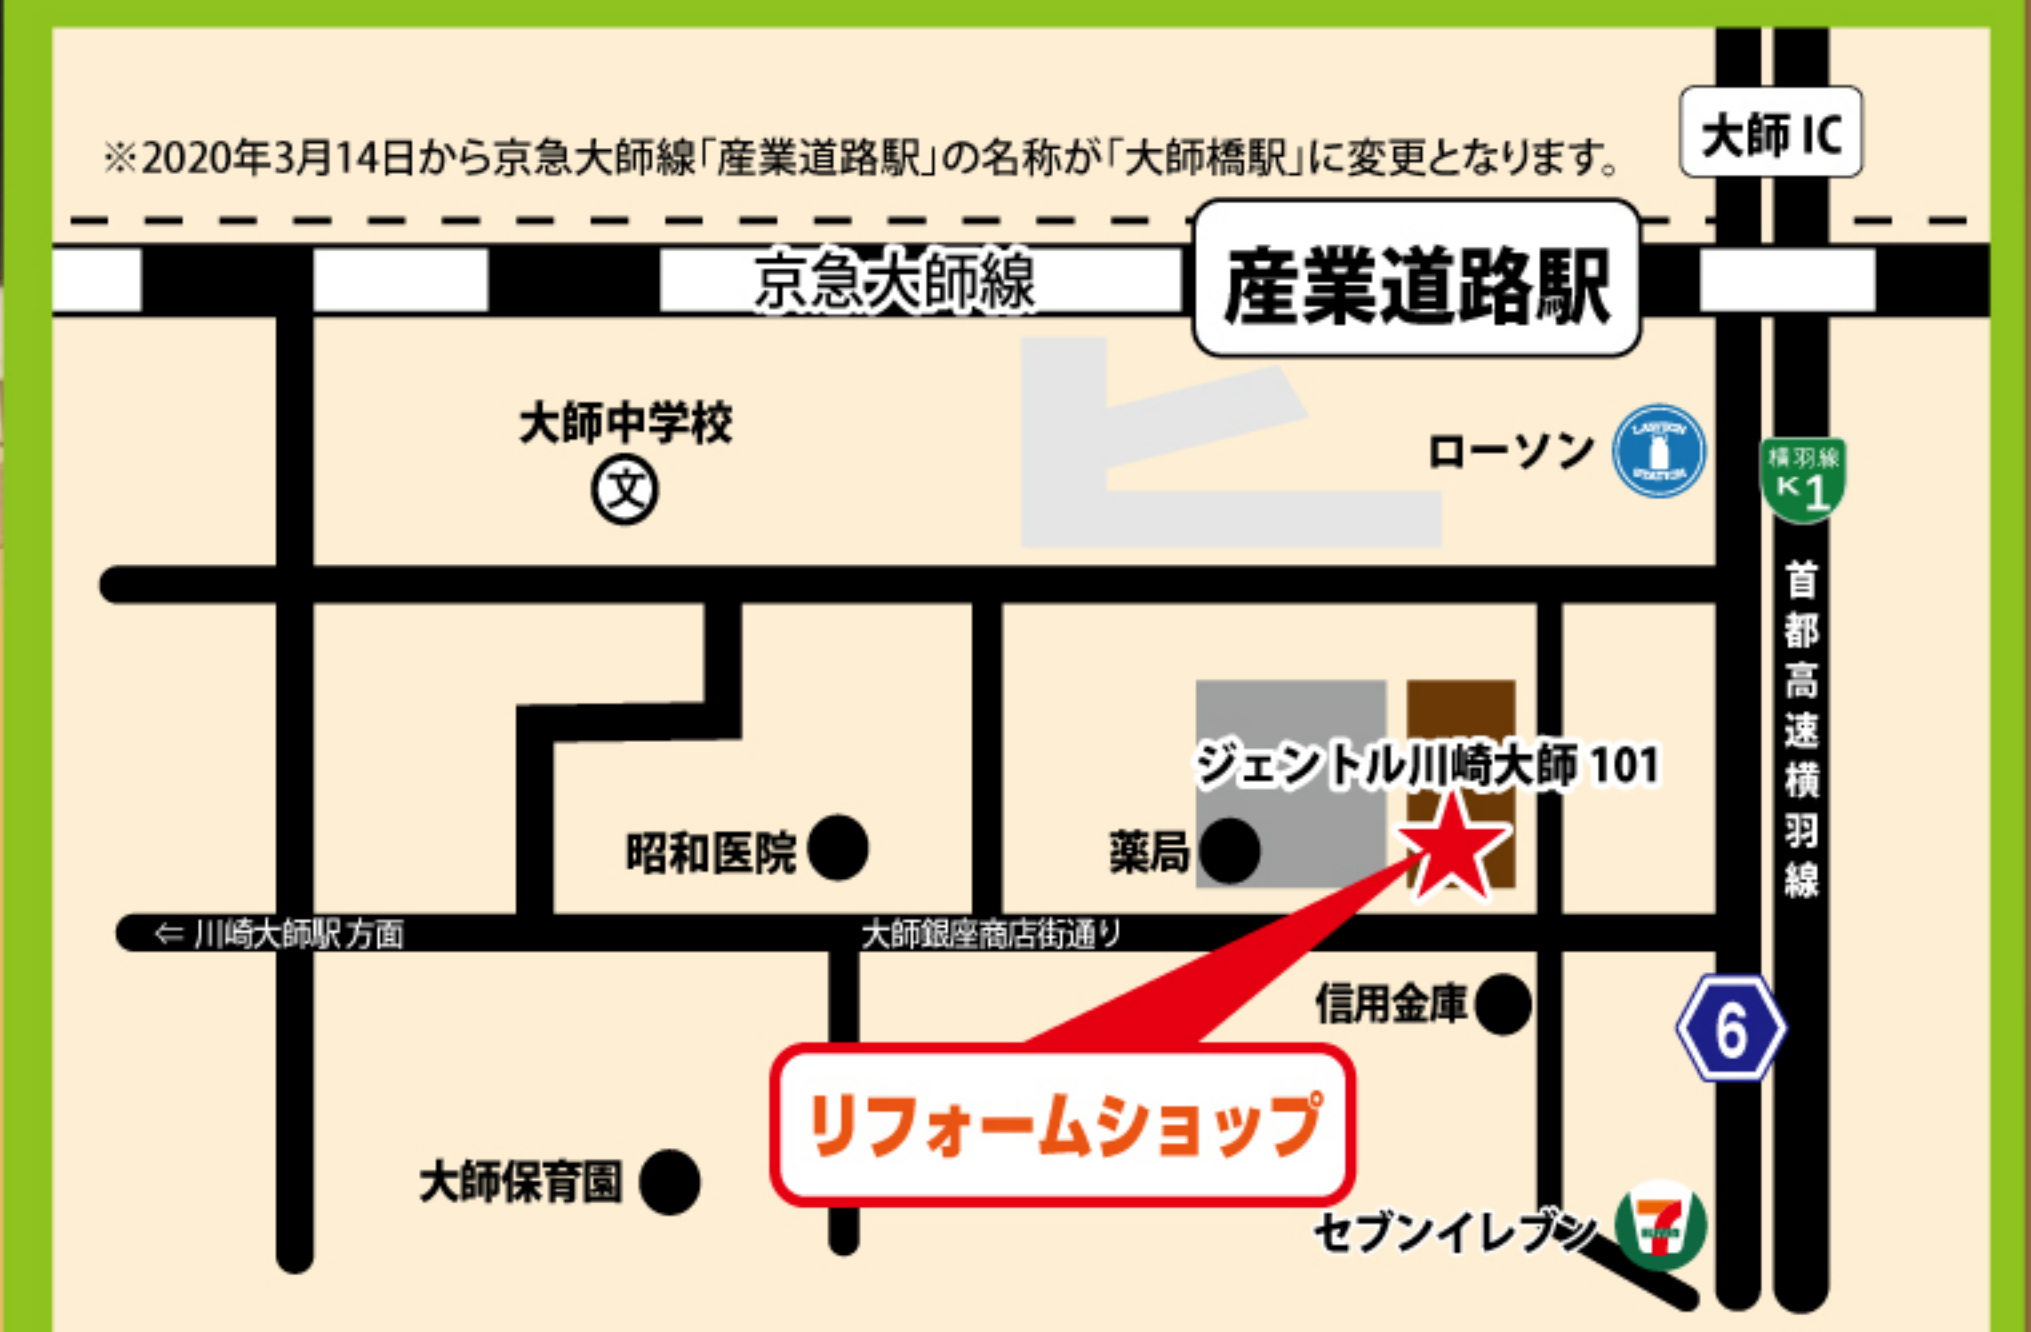 大師 IC
※2020年3月14日から京急大師線「産業道路駅」の名称が「大師橋駅」に変更となります。
京急大師線
産業道路駅
大師中学校
文
ローソン
LAWSON
STATION
横羽線
K1
首都高速横羽線
ジェントル川崎大師 101
昭和医院
薬局
⇐ 川崎大師駅 方面
大師銀座商店街通り
信用金庫
6
リフォームショップ
大師保育園
セブンイレブン
7